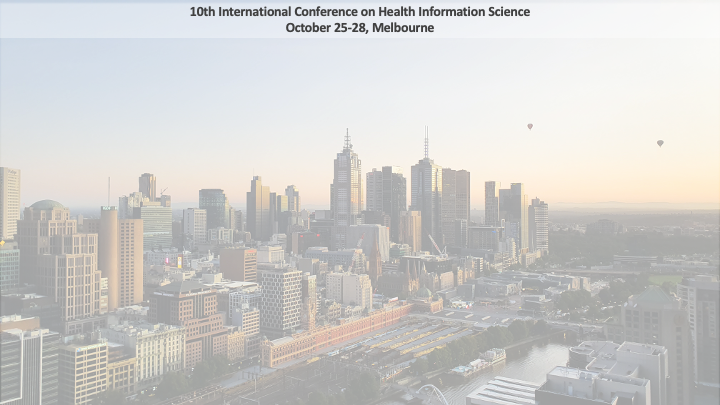 10th International Conference on Health Information Science
October 25-28, Melbourne